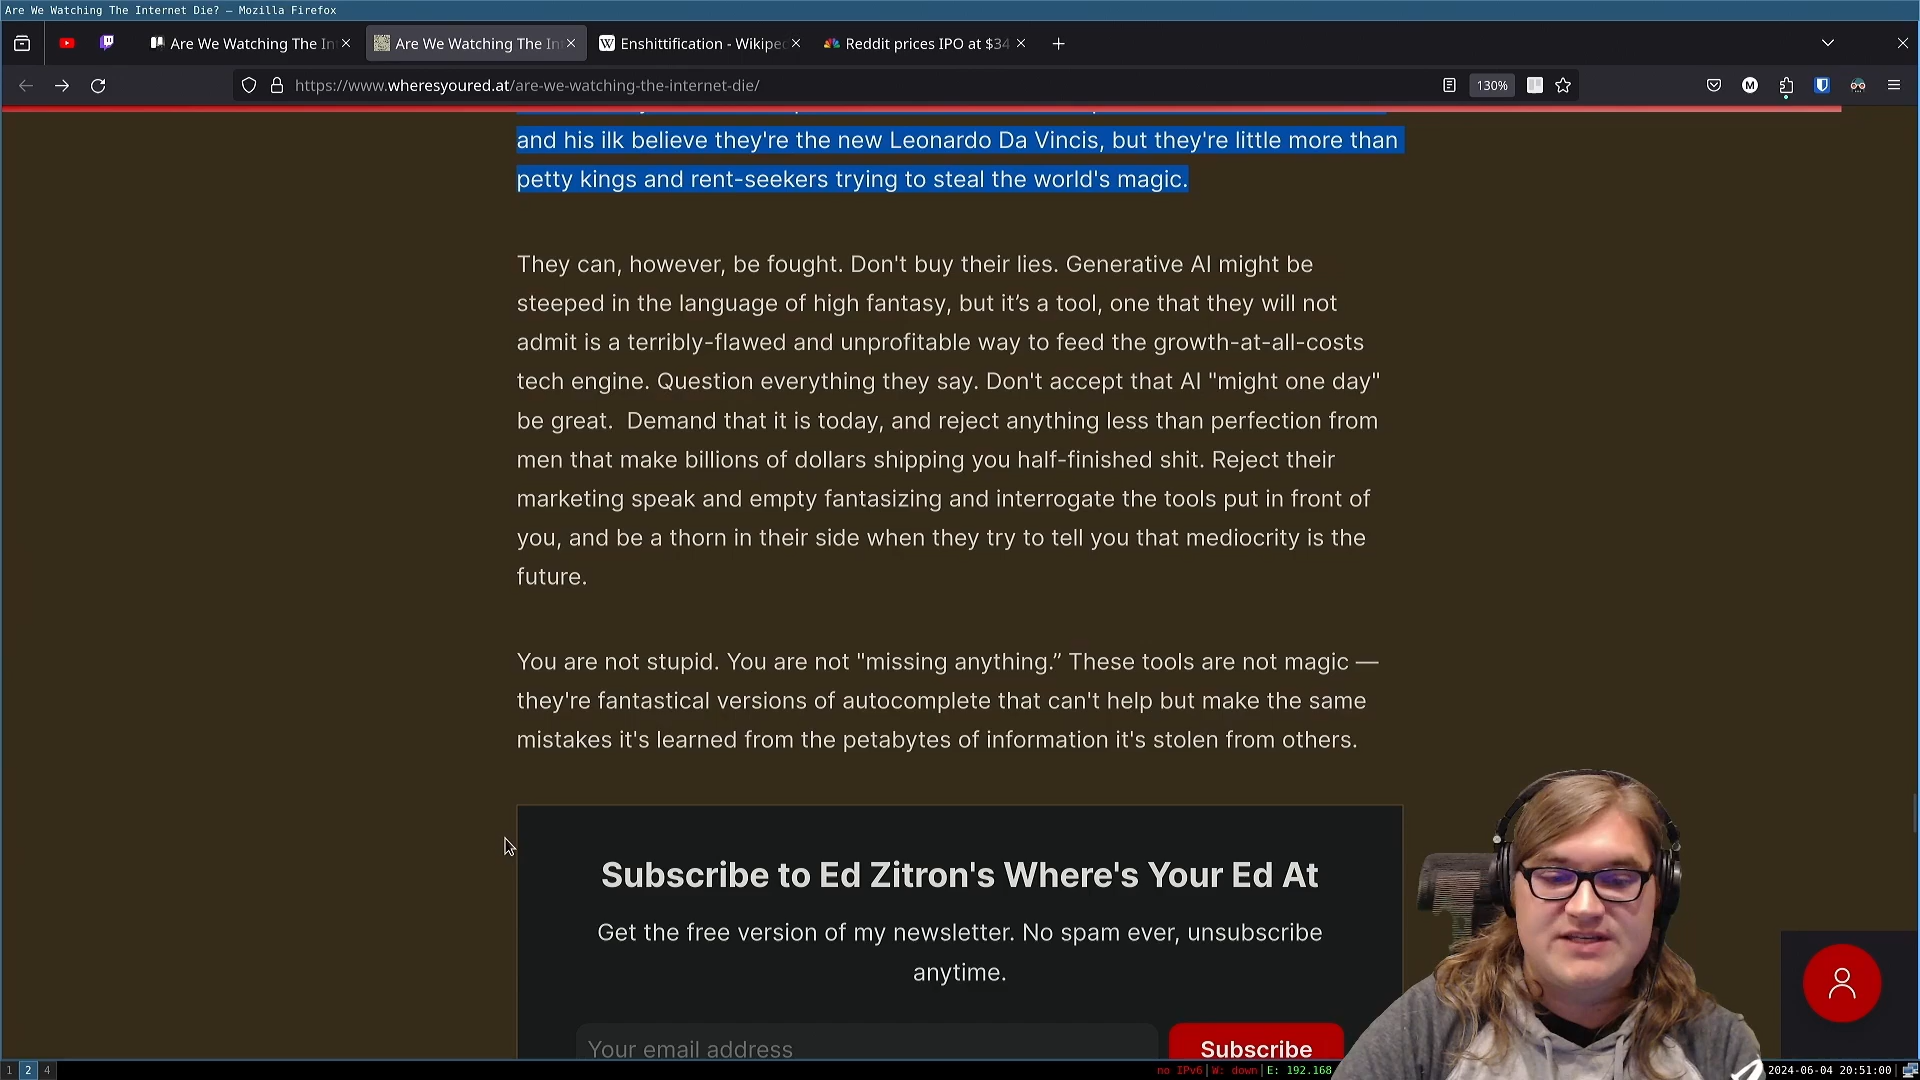 Are We Watching The Internet Die? — Mozilla Firefox
Are We Watching The In
Are We Watching The In
Enshittification - Wikiped
Reddit prices IPO at $34
https://www.wheresyoured.at/are-we-watching-the-internet-die/
130%
and his ilk believe they're the new Leonardo Da Vincis, but they're little more than
petty kings and rent-seekers trying to steal the world's magic.
They can, however, be fought. Don't buy their lies. Generative AI might be
steeped in the language of high fantasy, but it’s a tool, one that they will not
admit is a terribly-flawed and unprofitable way to feed the growth-at-all-costs
tech engine. Question everything they say. Don't accept that AI "might one day"
be great.  Demand that it is today, and reject anything less than perfection from
men that make billions of dollars shipping you half-finished shit. Reject their
marketing speak and empty fantasizing and interrogate the tools put in front of
you, and be a thorn in their side when they try to tell you that mediocrity is the
future.
You are not stupid. You are not "missing anything.” These tools are not magic —
they're fantastical versions of autocomplete that can't help but make the same
mistakes it's learned from the petabytes of information it's stolen from others.
Subscribe to Ed Zitron's Where's Your Ed At
Get the free version of my newsletter. No spam ever, unsubscribe
anytime.
Your email address
Subscribe
1 2 4
no IPv6|W: down|E: 192.168
2024-06-04 20:51:00